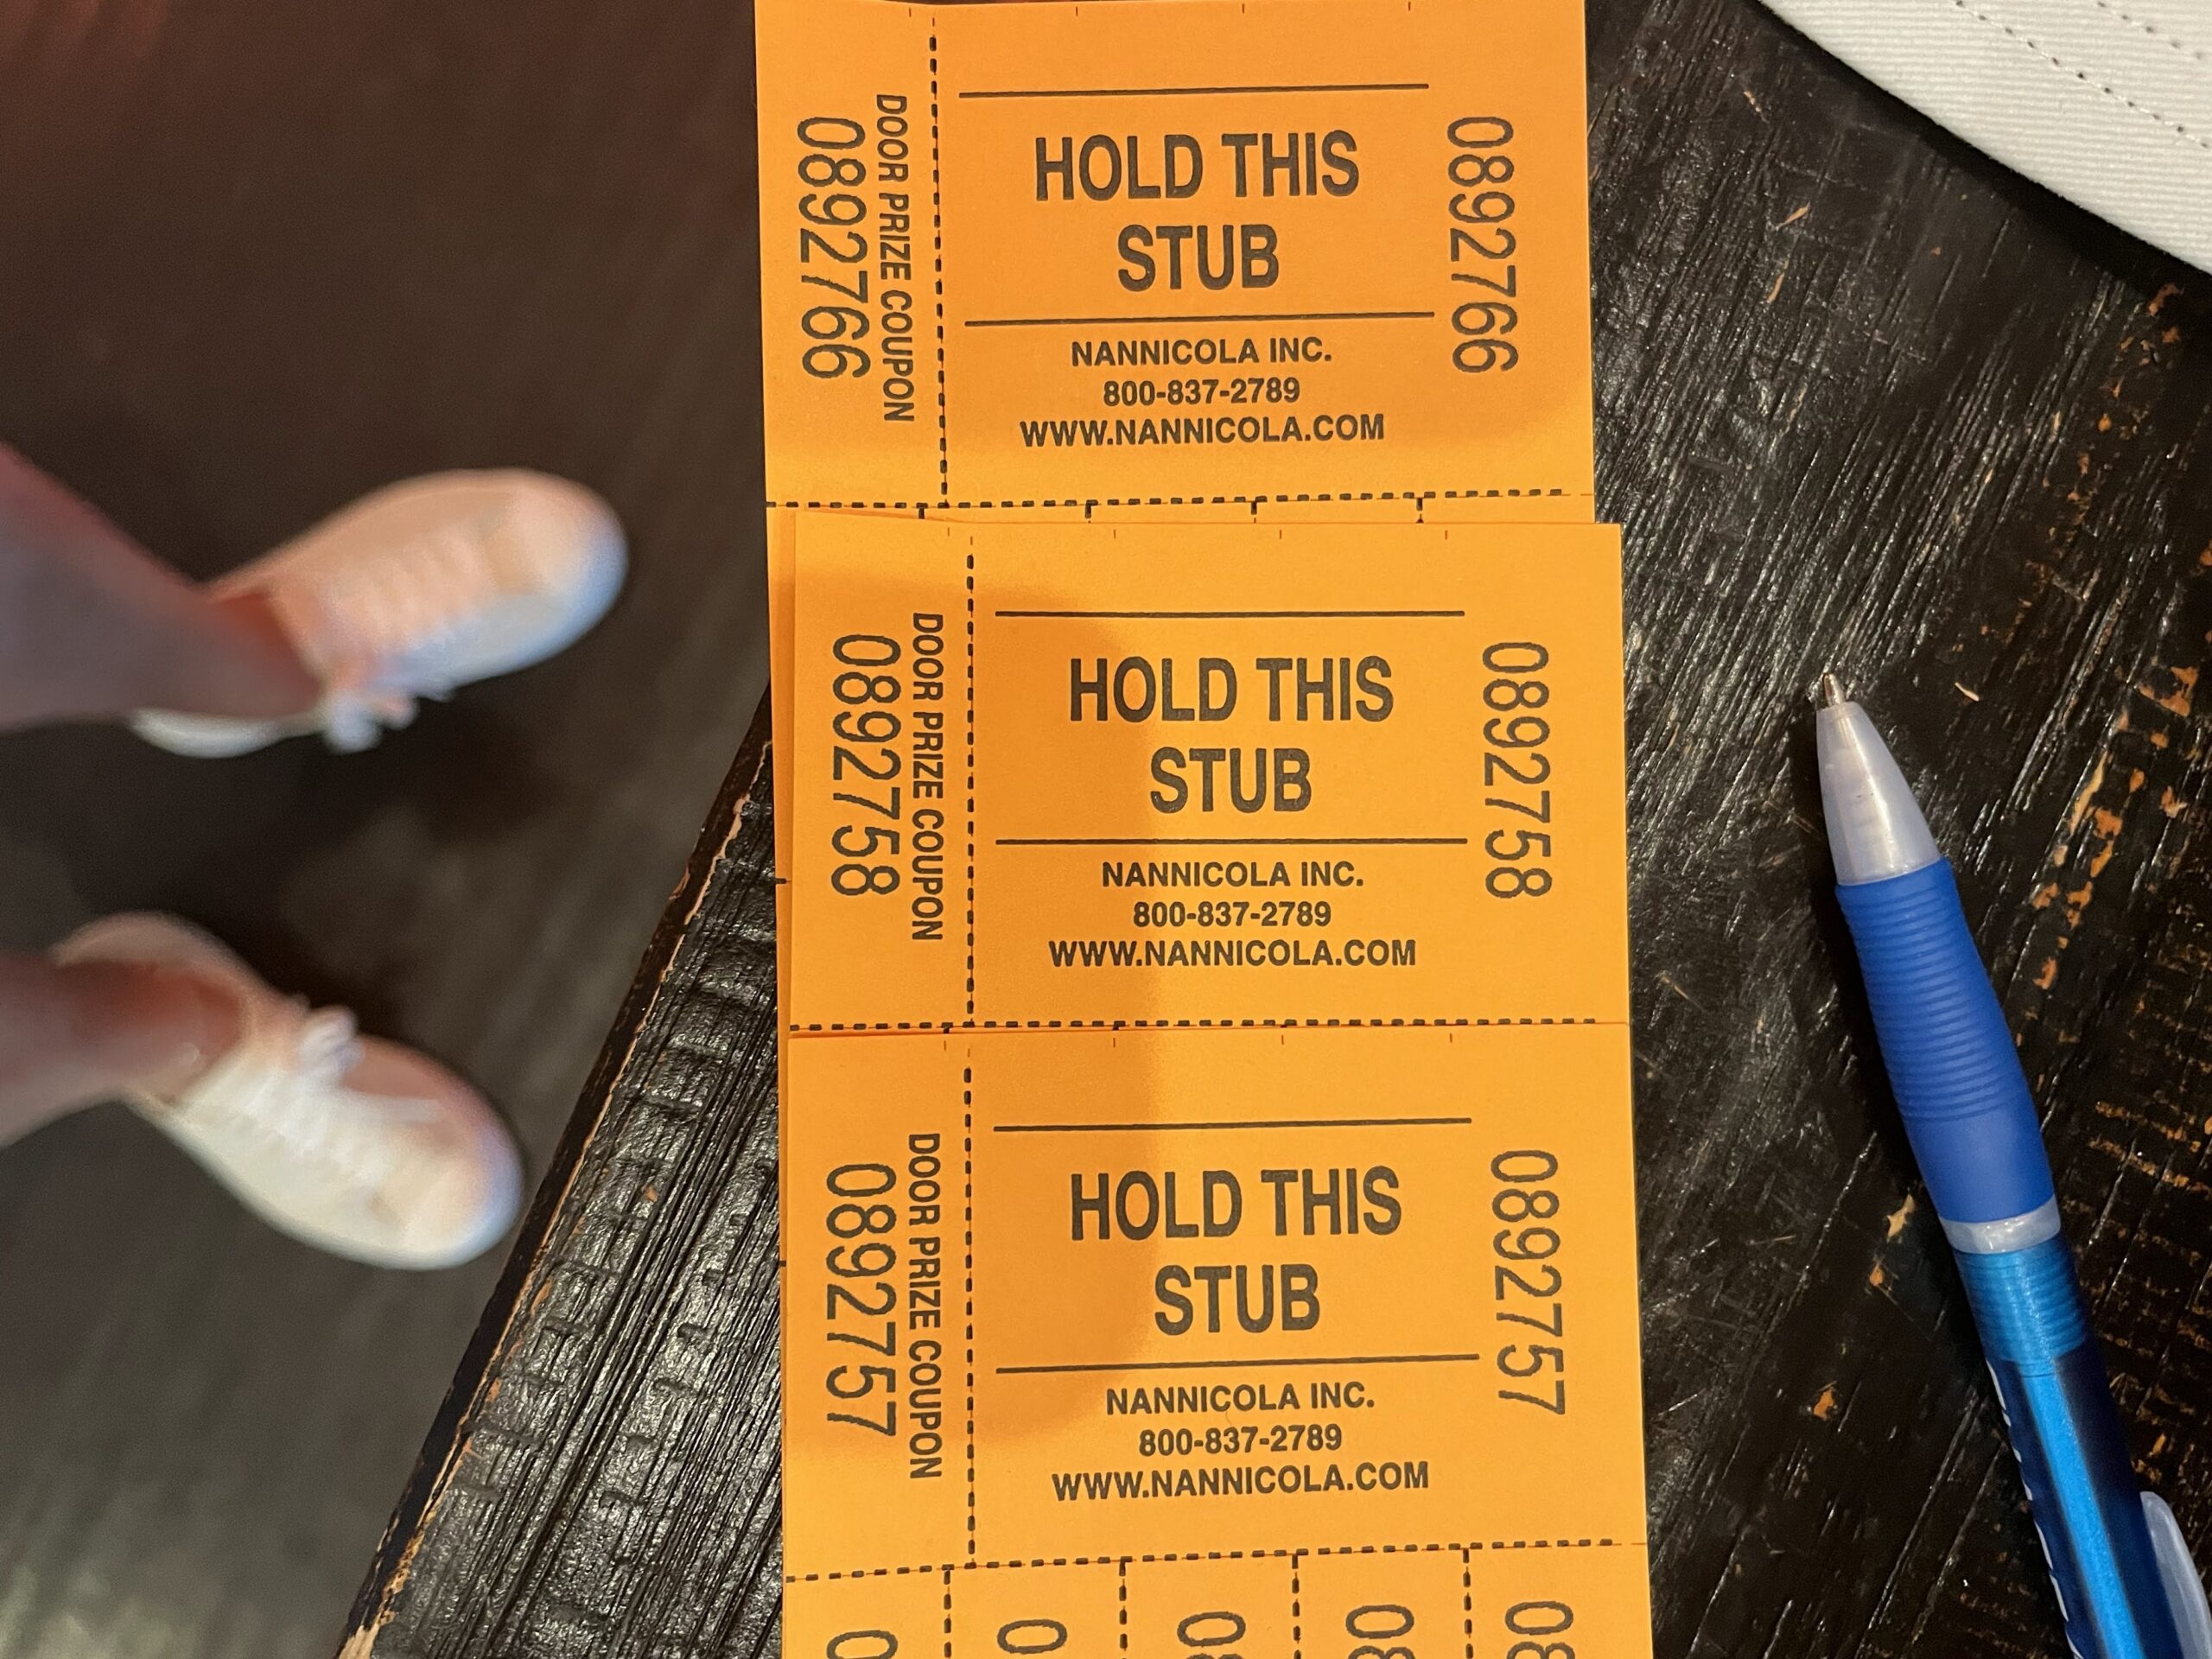 DOOR PRIZE COUPON
0892766
HOLD THIS
STUB
NANNICOLA INC.
800-837-2789
WWW.NANNICOLA.COM
0892766
DOOR PRIZE COUPON
0892758
HOLD THIS
STUB
NANNICOLA INC.
800-837-2789
WWW.NANNICOLA.COM
0892758
DOOR PRIZE COUPON
0892757
HOLD THIS
STUB
NANNICOLA INC.
800-837-2789
WWW.NANNICOLA.COM
0892757